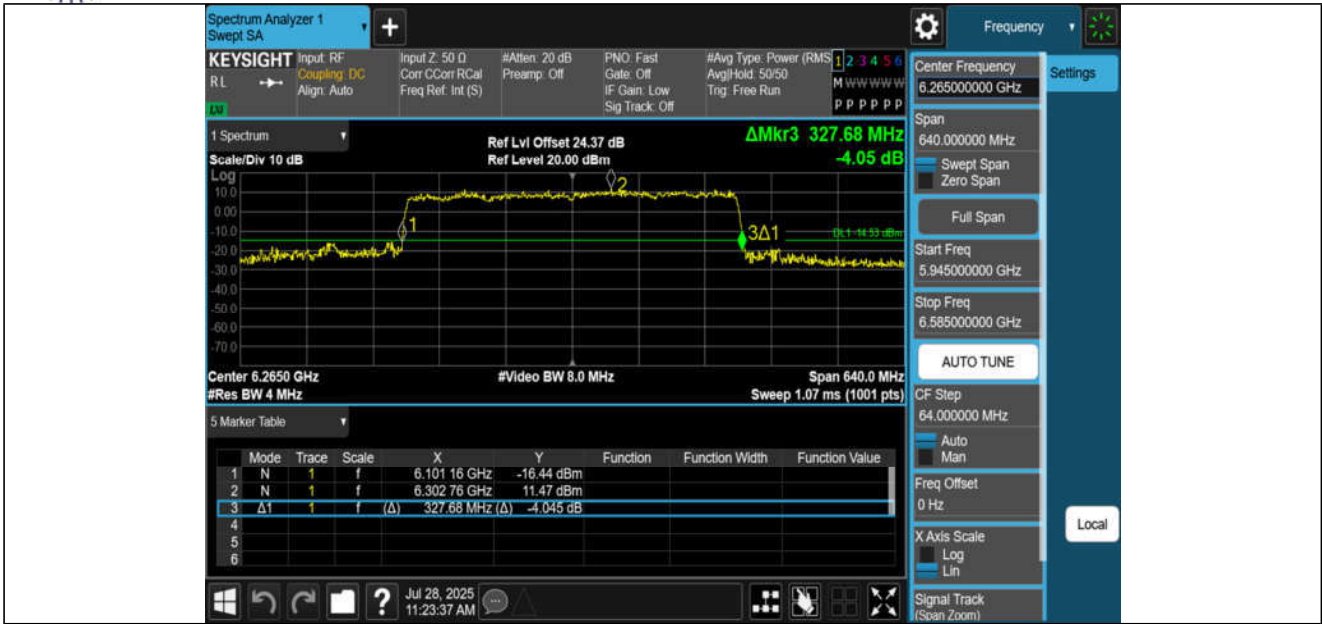 Spectrum Analyzer 1
Swept SA
+
Frequency
KEYSIGHT
RL
LXI
Input: RF
Coupling: DC
Align: Auto
Input Z: 50 Ω
Corr CCorr RCal
Freq Ref: Int (S)
#Atten: 20 dB
Preamp: Off
PNO: Fast
Gate: Off
IF Gain: Low
Sig Track: Off
#Avg Type: Power (RMS
Avg|Hold: 50/50
Trig: Free Run
1 2 3 4 5 6
M W W W W W
P P P P P P
1 Spectrum
Scale/Div 10 dB
Ref Lvl Offset 24.37 dB
Ref Level 20.00 dBm
ΔMkr3 327.68 MHz
-4.05 dB
Log
10.0
0.00
-10.0
-20.0
-30.0
-40.0
-50.0
-60.0
-70.0
1
2
3Δ1
DL1 -14.53 dBm
Center 6.2650 GHz
#Video BW 8.0 MHz
Span 640.0 MHz
#Res BW 4 MHz
Sweep 1.07 ms (1001 pts)
5 Marker Table
Mode Trace Scale X Y Function Function Width Function Value
1 N 1 f 6.101 16 GHz -16.44 dBm
2 N 1 f 6.302 76 GHz 11.47 dBm
3 Δ1 1 f (Δ) 327.68 MHz (Δ) -4.045 dB
4
5
6
?
Jul 28, 2025
11:23:37 AM
Center Frequency
6.265000000 GHz
Settings
Span
640.000000 MHz
Swept Span
Zero Span
Full Span
Start Freq
5.945000000 GHz
Stop Freq
6.585000000 GHz
AUTO TUNE
CF Step
64.000000 MHz
Auto
Man
Freq Offset
0 Hz
X Axis Scale
Log
Lin
Local
Signal Track
(Span Zoom)